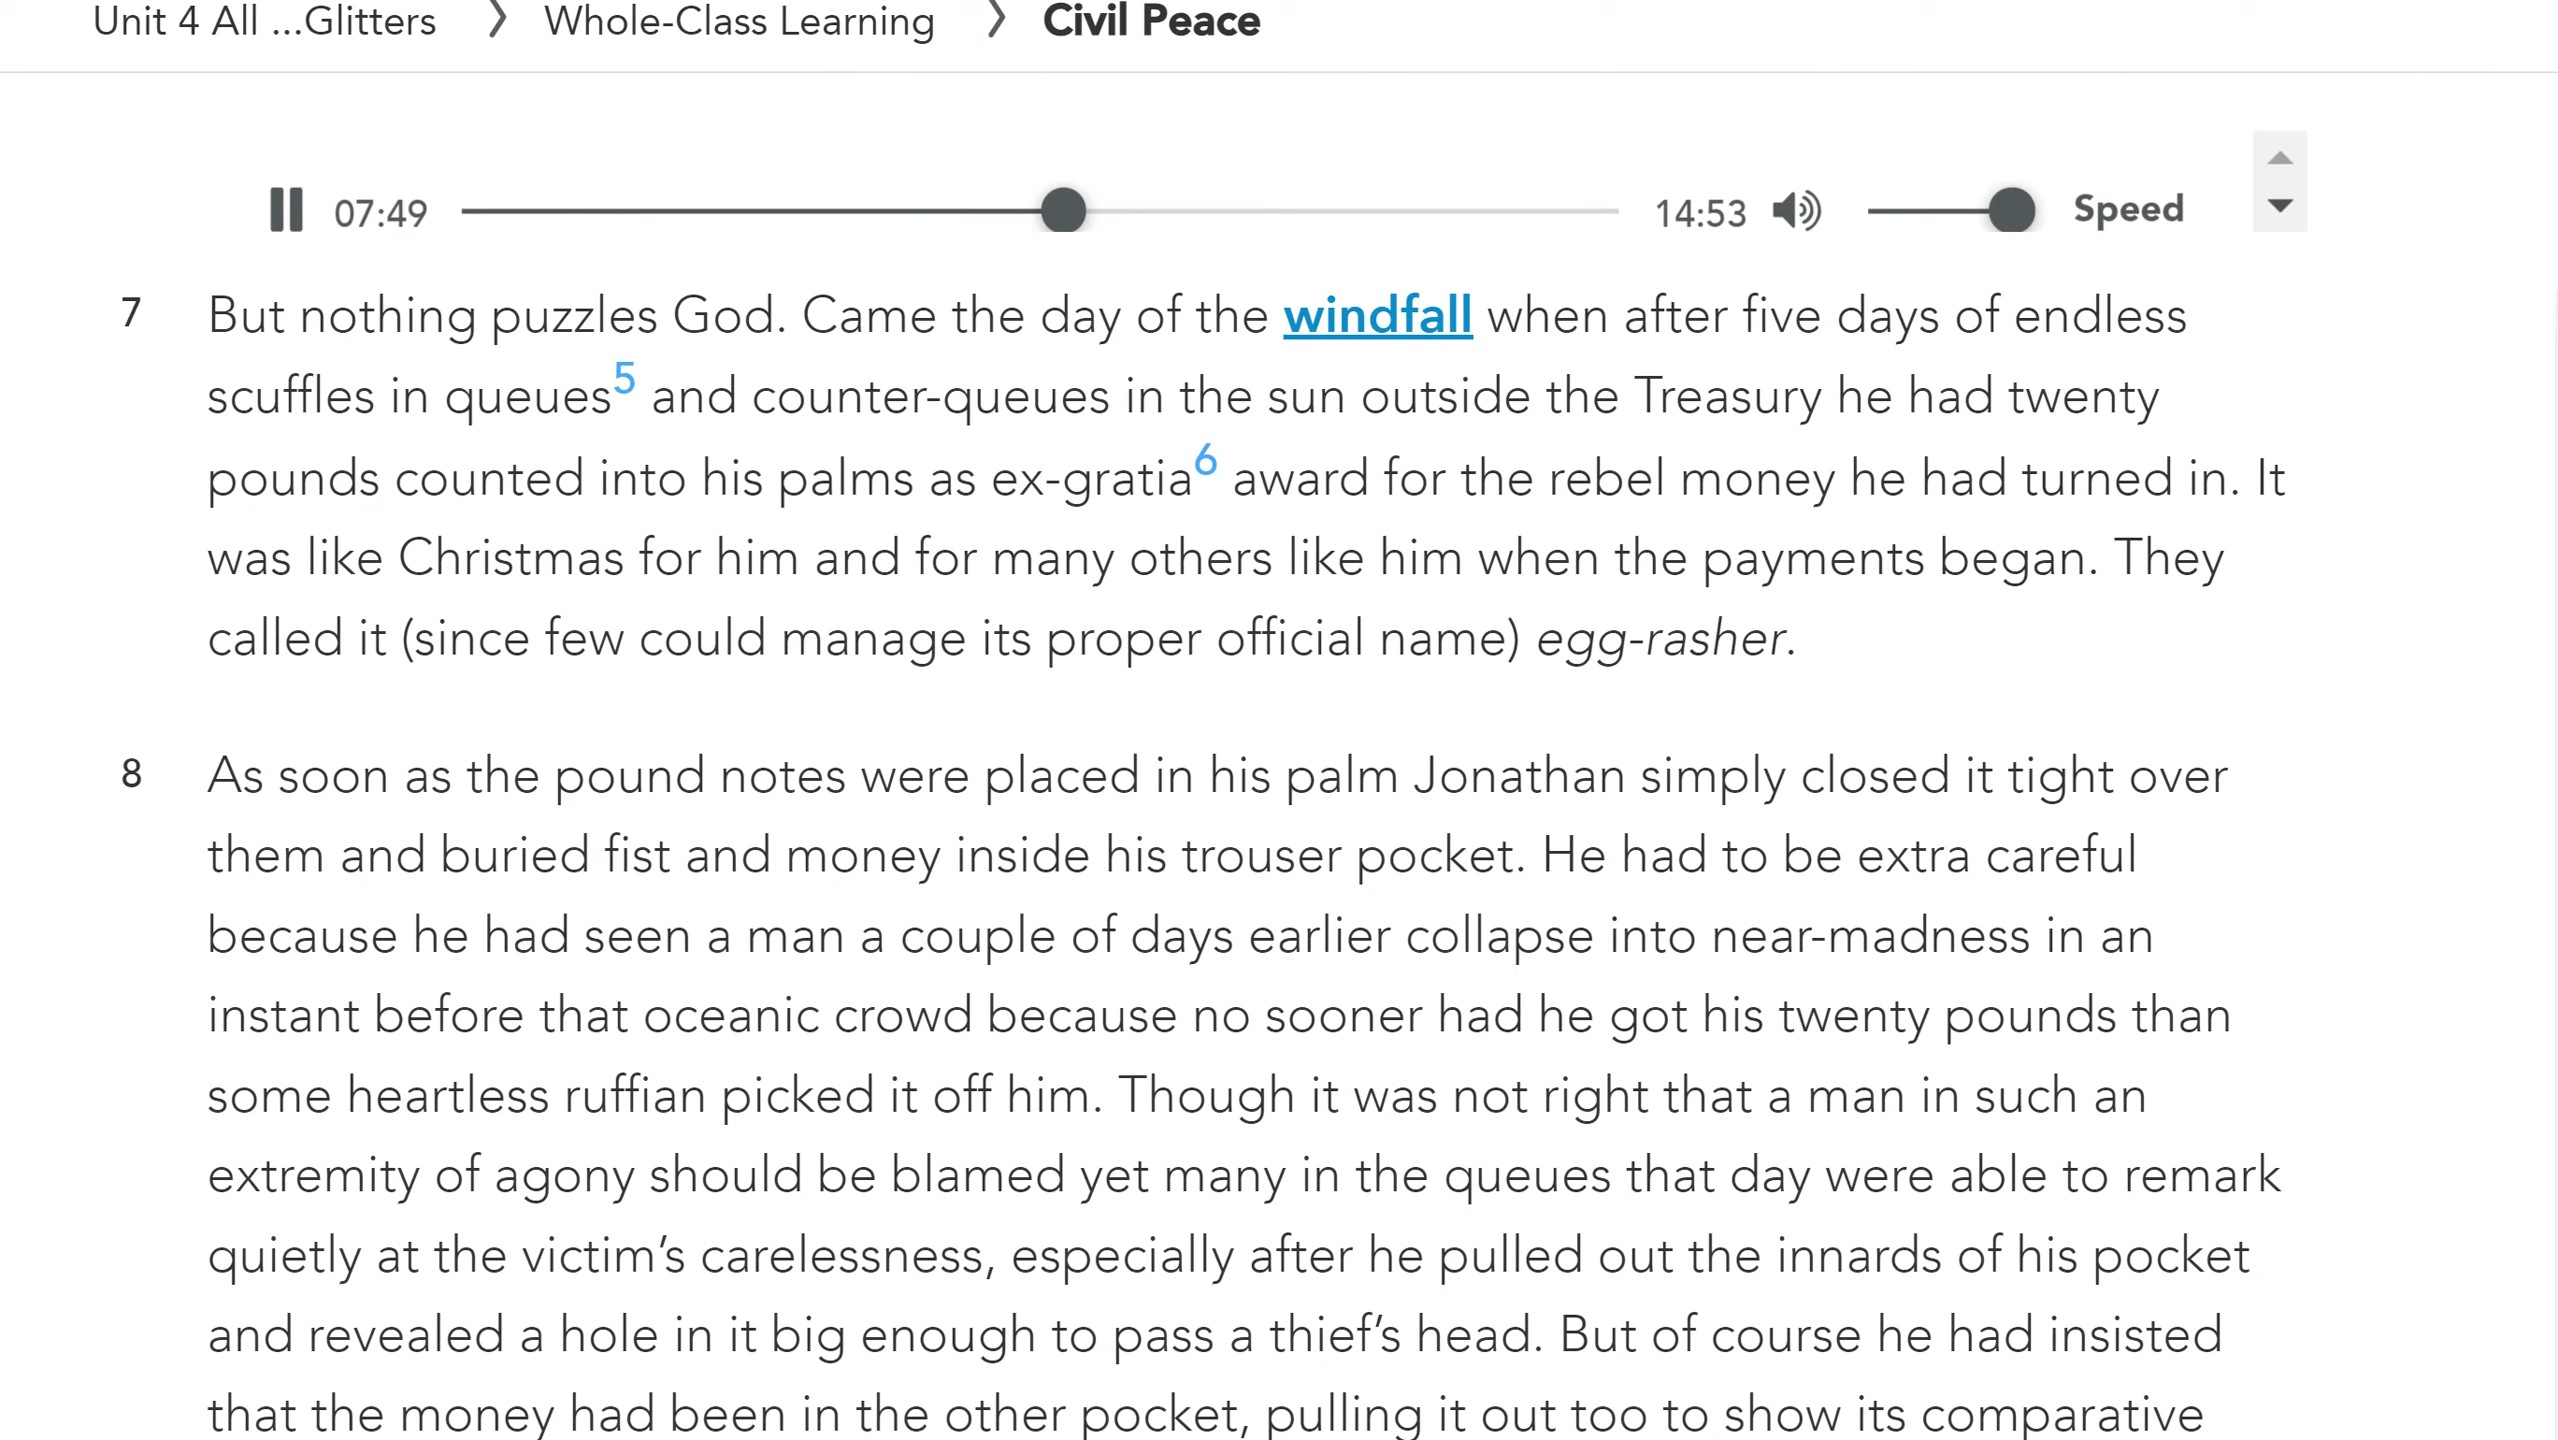 Unit 4 All ...Glitters > Whole-Class Learning > Civil Peace
07:49 14:53 Speed
7 But nothing puzzles God. Came the day of the windfall when after five days of endless
scuffles in queues5 and counter-queues in the sun outside the Treasury he had twenty
pounds counted into his palms as ex-gratia6 award for the rebel money he had turned in. It
was like Christmas for him and for many others like him when the payments began. They
called it (since few could manage its proper official name) egg-rasher.
8 As soon as the pound notes were placed in his palm Jonathan simply closed it tight over
them and buried fist and money inside his trouser pocket. He had to be extra careful
because he had seen a man a couple of days earlier collapse into near-madness in an
instant before that oceanic crowd because no sooner had he got his twenty pounds than
some heartless ruffian picked it off him. Though it was not right that a man in such an
extremity of agony should be blamed yet many in the queues that day were able to remark
quietly at the victim’s carelessness, especially after he pulled out the innards of his pocket
and revealed a hole in it big enough to pass a thief’s head. But of course he had insisted
that the money had been in the other pocket, pulling it out too to show its comparative